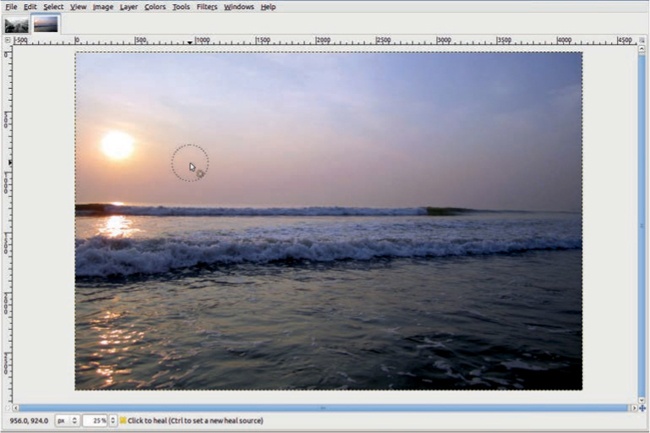 File Edit Select View Image Layer Colors Tools Filters Windows Help
-500 0 500 1000 1500 2000 2500 3000 3500 4000 4500
956.0, 924.0 px 25% Click to heal (Ctrl to set a new heal source)